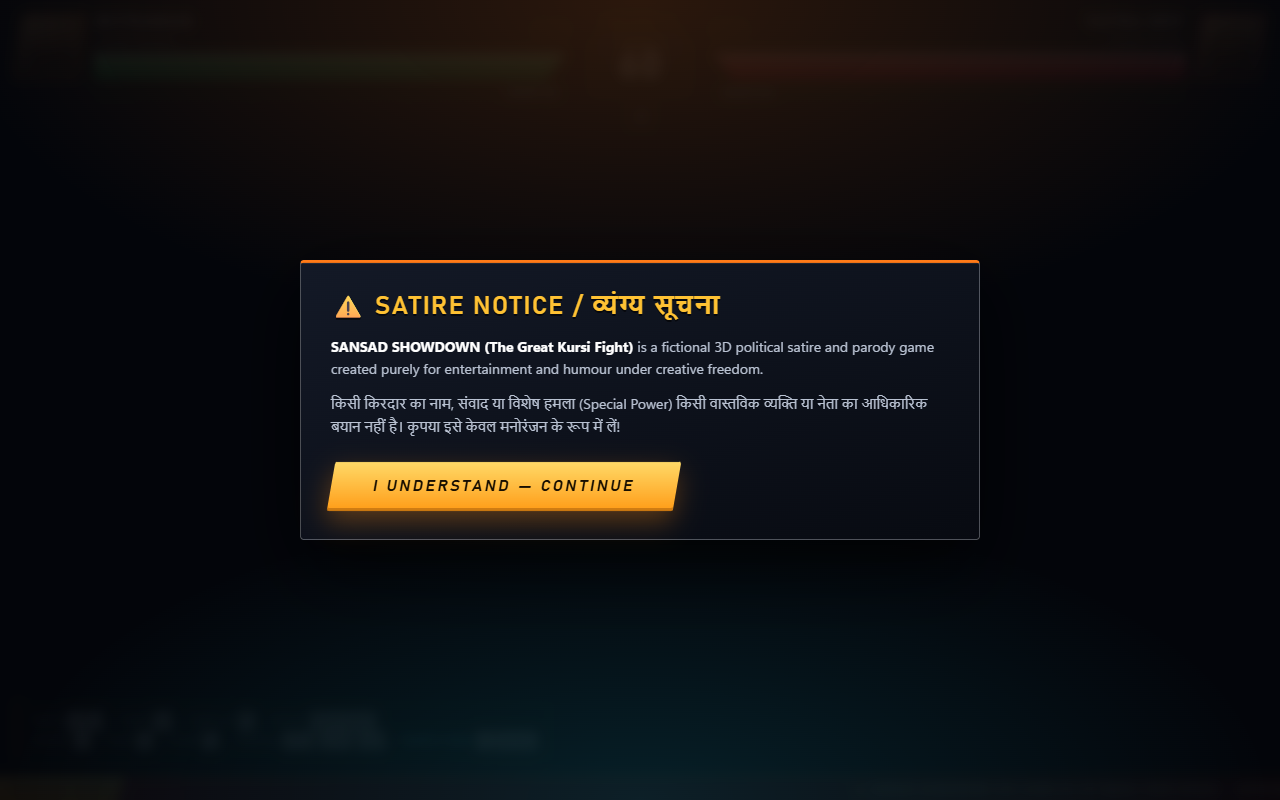 SATIRE NOTICE / व्यंग्य सूचना
SANSAD SHOWDOWN (The Great Kursi Fight) is a fictional 3D political satire and parody game
created purely for entertainment and humour under creative freedom.
किसी किरदार का नाम, संवाद या विशेष हमला (Special Power) किसी वास्तविक व्यक्ति या नेता का आधिकारिक
बयान नहीं है। कृपया इसे केवल मनोरंजन के रूप में लें!
I UNDERSTAND — CONTINUE